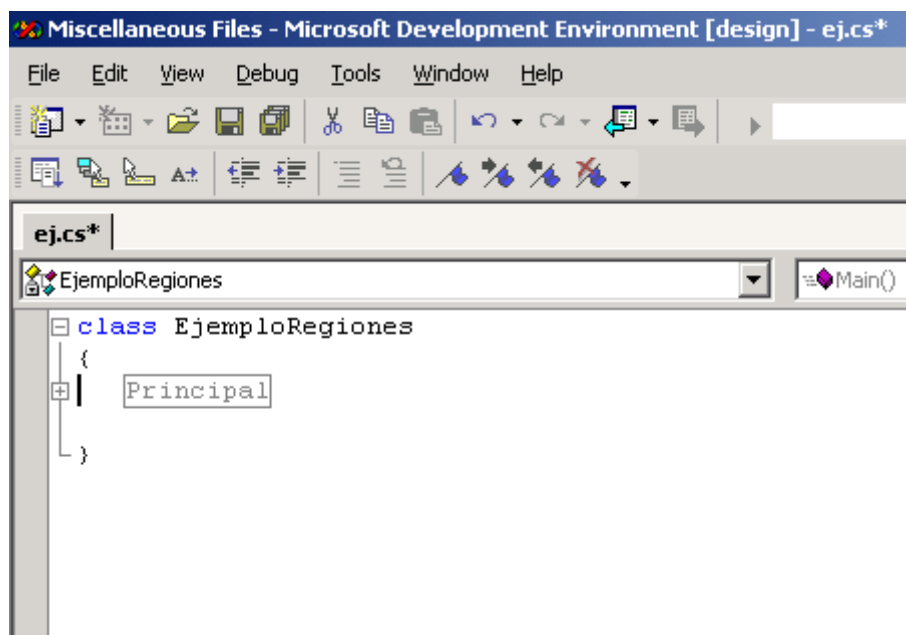 Miscellaneous Files - Microsoft Development Environment [design] - ej.cs*
File Edit View Debug Tools Window Help
ej.cs*
EjemploRegiones Main()
class EjemploRegiones
{
Principal
}